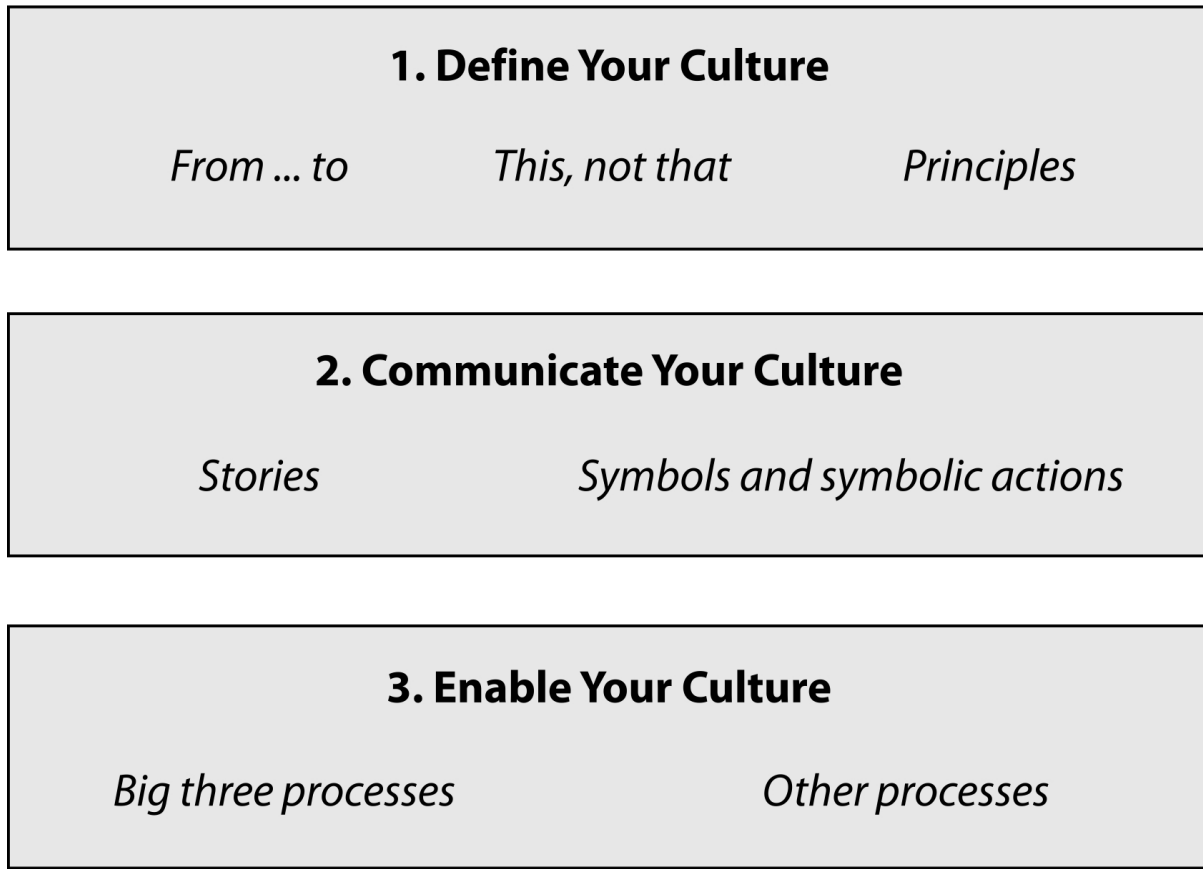 1. Define Your Culture
From ... to This, not that Principles
2. Communicate Your Culture
Stories Symbols and symbolic actions
3. Enable Your Culture
Big three processes Other processes